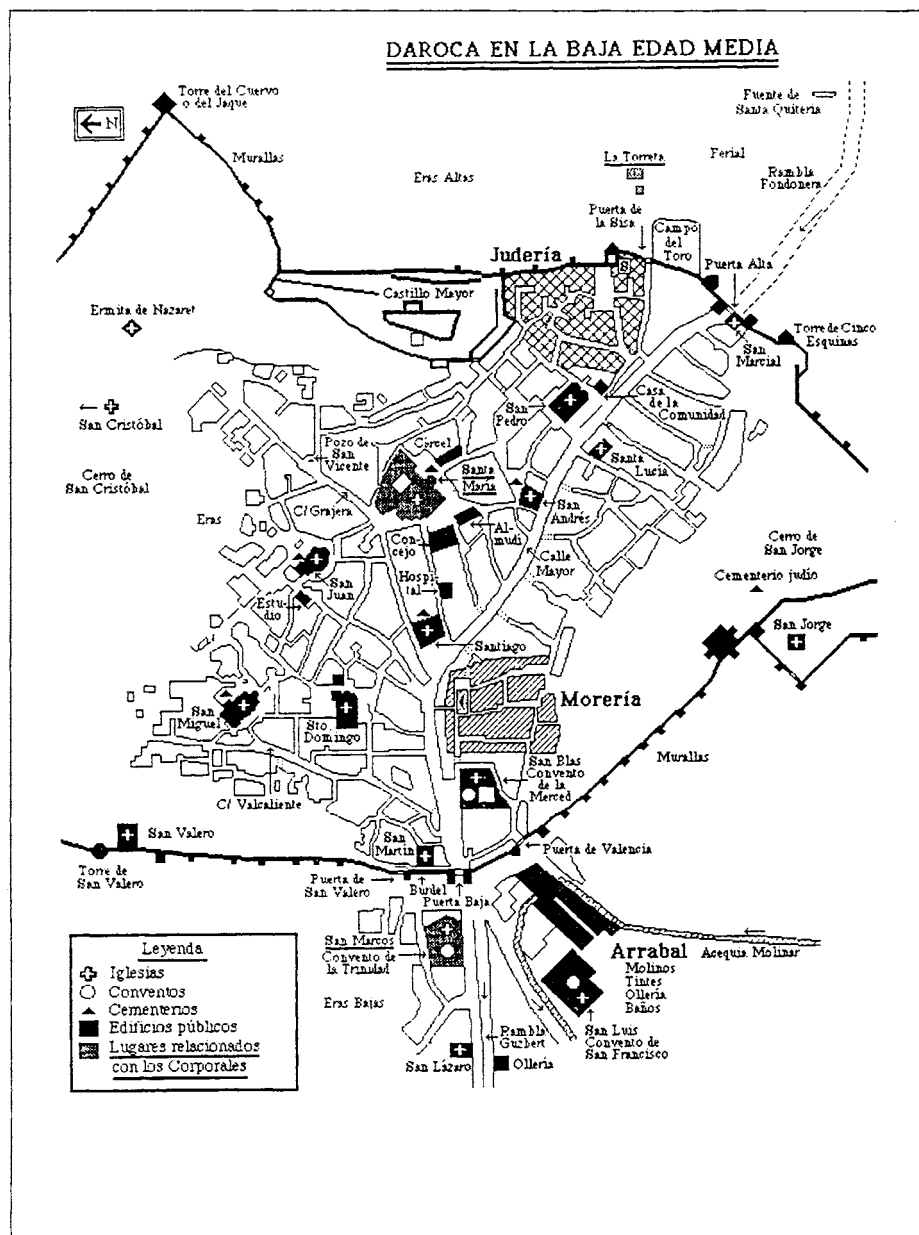 DAROCA EN LA BAJA EDAD MEDIA
Torre del Cuervo
o del Jaque
N
Murallas
Fuente de
Santa Quiteria
Ferial
La Torreta
Eras Altas
Rambla
Fondonera
Puerta de
la Sisa
Campo
del
Toro
Judería
S
Puerta Alta
Castillo Mayor
Ermita de Nazaret
San
Marcial
Torre de Cinco
Esquinas
San
Pedro
Casa
de la
Comunidad
San Cristóbal
Pozo de
San
Vicente
Cárcel
Santa
Lucía
Santa
María
Cerro de
San Cristóbal
C/ Grajera
San
Andrés
Eras
Con-
cejo
Al-
mudí
Calle
Mayor
Cerro de
San Jorge
Cementerio judío
San
Juan
Hospi-
tal
Estu-
dio
San Jorge
Santiago
Morería
San
Miguel
Sto.
Domingo
Murallas
San Blas
Convento
de la
Merced
C/ Valcaliente
San Valero
San
Martín
Puerta de Valencia
Torre de
San Valero
Puerta de
San Valero
Burdel
Puerta Baja
San Marcos
Convento de
la Trinidad
Arrabal
Acequia Molinar
Molinos
Tintes
Ollería
Baños
Eras Bajas
Rambla
Guzbert
San Luis
Convento de
San Francisco
San Lázaro
Ollería
Leyenda
Iglesias
Conventos
Cementerios
Edificios públicos
Lugares relacionados
con los Corporales